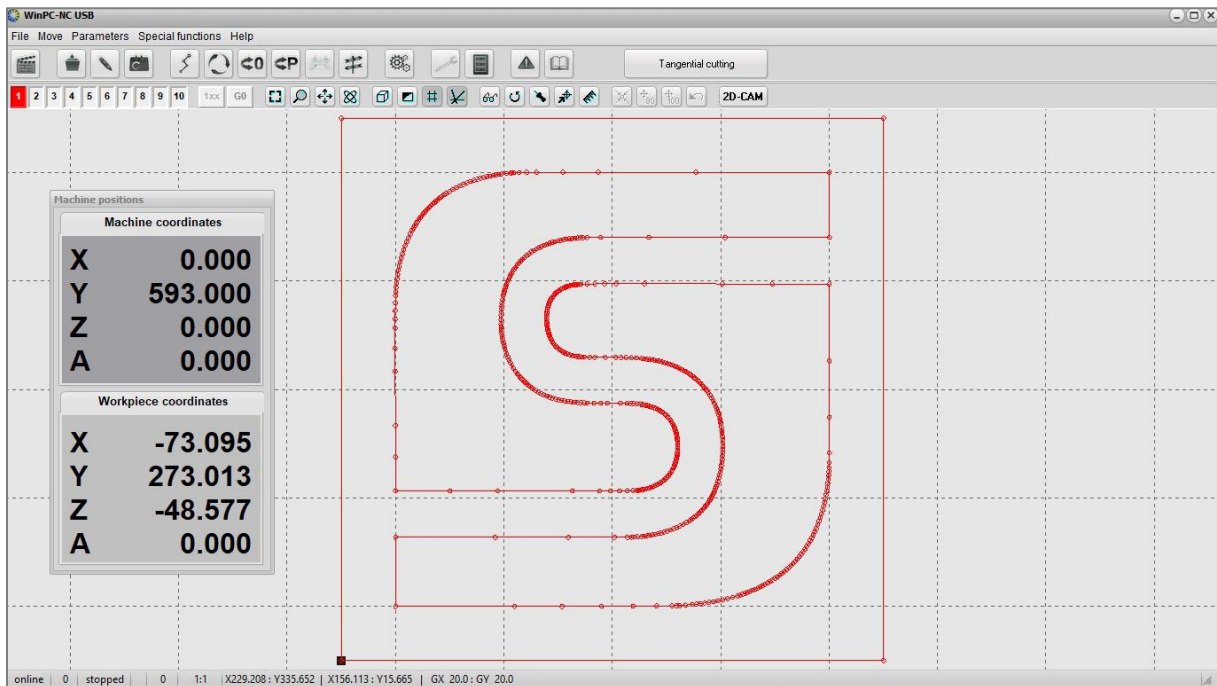 WinPC-NC USB
File Move Parameters Special functions Help
Tangential cutting
1 2 3 4 5 6 7 8 9 10 1xx G0 90 100 2D-CAM
Machine positions
Machine coordinates
X 0.000
Y 593.000
Z 0.000
A 0.000
Workpiece coordinates
X -73.095
Y 273.013
Z -48.577
A 0.000
online 0 stopped 0 1:1 X229.208 : Y335.652 | X156.113 : Y15.665 | GX 20.0 : GY 20.0